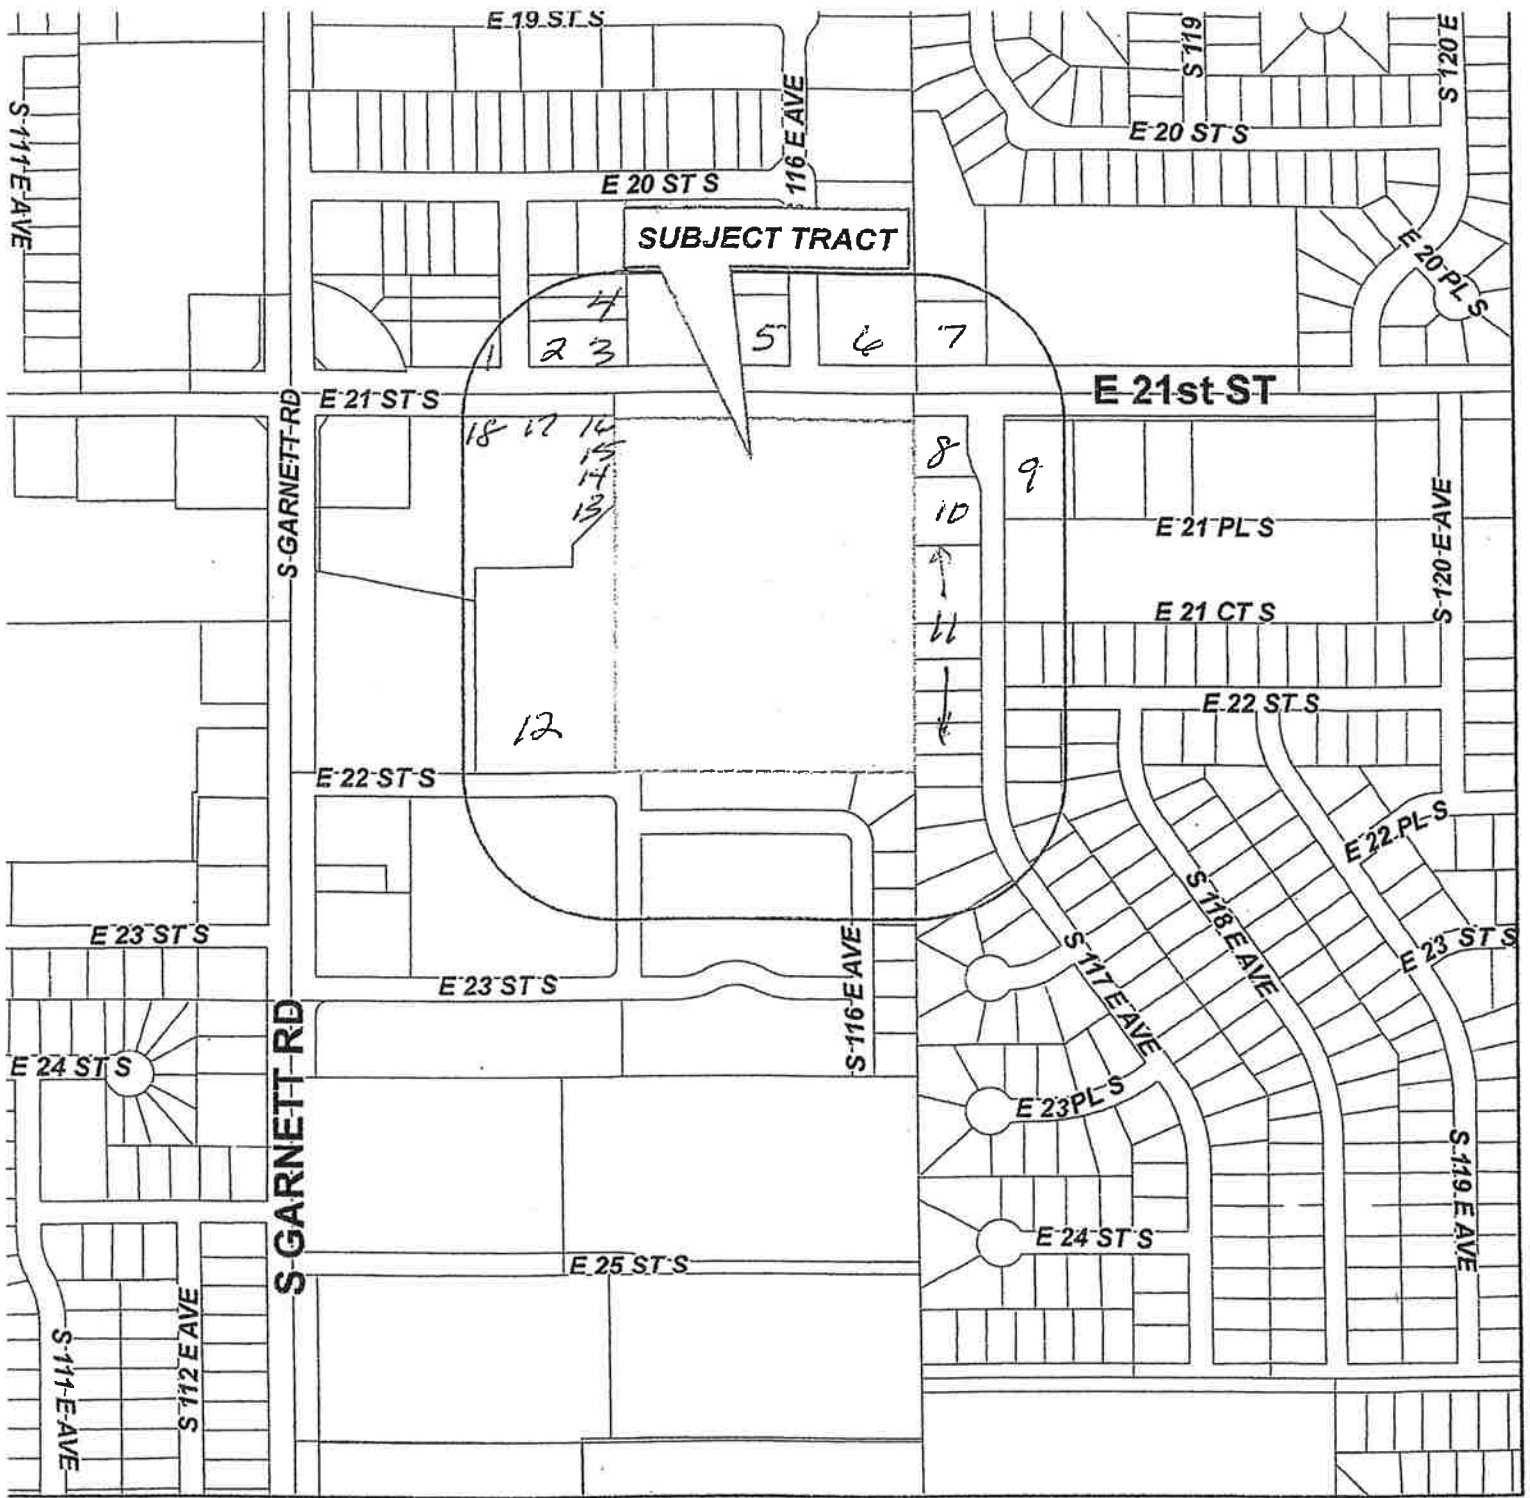 E 19 ST S
S 119
S 120 E
S 111 E AVE
S 116 E AVE
E 20 ST S
E 20 ST S
SUBJECT TRACT
E 20 PL S
4
1
2
3
5
6
7
E 21st ST
E 21 ST S
S GARNETT RD
18
17
16
15
14
13
8
9
10
E 21 PL S
S 120 E AVE
11
E 21 CT S
E 22 ST S
12
E 22 ST S
E 22 PL S
S 118 E AVE
E 23 ST S
S 117 E AVE
E 23 ST S
S 116 E AVE
E 23 ST S
S GARNETT RD
E 24 ST S
E 23 PL S
S 119 E AVE
E 24 ST S
E 25 ST S
S 111 E AVE
S 112 E AVE